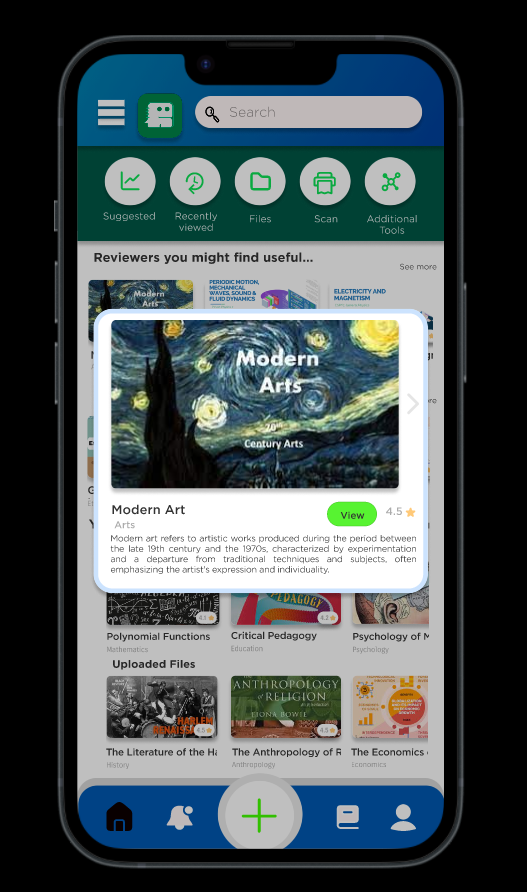 Search
Suggested
Recently
viewed
Files
Scan
Additional
Tools
Reviewers you might find useful...
See more
Modern
Arts
PERIODIC MOTION,
MECHANICAL
WAVES, SOUND &
FLUID DYNAMICS
ELECTRICITY AND
MAGNETISM
Modern
Arts
20th
Century Arts
Modern Art
View
4.5
Arts
Modern art refers to artistic works produced during the period between
the late 19th century and the 1970s, characterized by experimentation
and a departure from traditional techniques and subjects, often
emphasizing the artist's expression and individuality.
PEDAGOGY
4.1
4.2
Polynomial Functions
Critical Pedagogy
Psychology of M
Mathematics
Education
Psychology
Uploaded Files
HARLEM
RENAISS
4.5
ANTHROPOLOGY
of RELIGION
FIONA BOWIE
4.5
The Literature of the Ha
The Anthropology of R
The Economics o
History
Anthropology
Economics